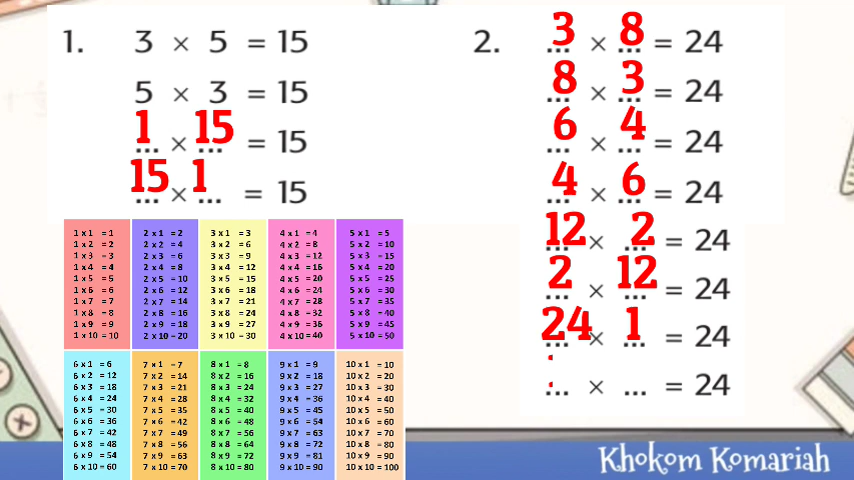 1. 3 × 5 = 15
5 × 3 = 15
1 × 15 = 15
15 × 1 = 15
2. 3 × 8 = 24
8 × 3 = 24
6 × 4 = 24
4 × 6 = 24
12 × 2 = 24
2 × 12 = 24
24 × 1 = 24
... × ... = 24
1 x 1 = 1
1 x 2 = 2
1 x 3 = 3
1 x 4 = 4
1 x 5 = 5
1 x 6 = 6
1 x 7 = 7
1 x 8 = 8
1 x 9 = 9
1 x 10 = 10
2 x 1 = 2
2 x 2 = 4
2 x 3 = 6
2 x 4 = 8
2 x 5 = 10
2 x 6 = 12
2 x 7 = 14
2 x 8 = 16
2 x 9 = 18
2 x 10 = 20
3 x 1 = 3
3 x 2 = 6
3 x 3 = 9
3 x 4 = 12
3 x 5 = 15
3 x 6 = 18
3 x 7 = 21
3 x 8 = 24
3 x 9 = 27
3 x 10 = 30
4 x 1 = 4
4 x 2 = 8
4 x 3 = 12
4 x 4 = 16
4 x 5 = 20
4 x 6 = 24
4 x 7 = 28
4 x 8 = 32
4 x 9 = 36
4 x 10 = 40
5 x 1 = 5
5 x 2 = 10
5 x 3 = 15
5 x 4 = 20
5 x 5 = 25
5 x 6 = 30
5 x 7 = 35
5 x 8 = 40
5 x 9 = 45
5 x 10 = 50
6 x 1 = 6
6 x 2 = 12
6 x 3 = 18
6 x 4 = 24
6 x 5 = 30
6 x 6 = 36
6 x 7 = 42
6 x 8 = 48
6 x 9 = 54
6 x 10 = 60
7 x 1 = 7
7 x 2 = 14
7 x 3 = 21
7 x 4 = 28
7 x 5 = 35
7 x 6 = 42
7 x 7 = 49
7 x 8 = 56
7 x 9 = 63
7 x 10 = 70
8 x 1 = 8
8 x 2 = 16
8 x 3 = 24
8 x 4 = 32
8 x 5 = 40
8 x 6 = 48
8 x 7 = 56
8 x 8 = 64
8 x 9 = 72
8 x 10 = 80
9 x 1 = 9
9 x 2 = 18
9 x 3 = 27
9 x 4 = 36
9 x 5 = 45
9 x 6 = 54
9 x 7 = 63
9 x 8 = 72
9 x 9 = 81
9 x 10 = 90
10 x 1 = 10
10 x 2 = 20
10 x 3 = 30
10 x 4 = 40
10 x 5 = 50
10 x 6 = 60
10 x 7 = 70
10 x 8 = 80
10 x 9 = 90
10 x 10 = 100
Khokom Komariah